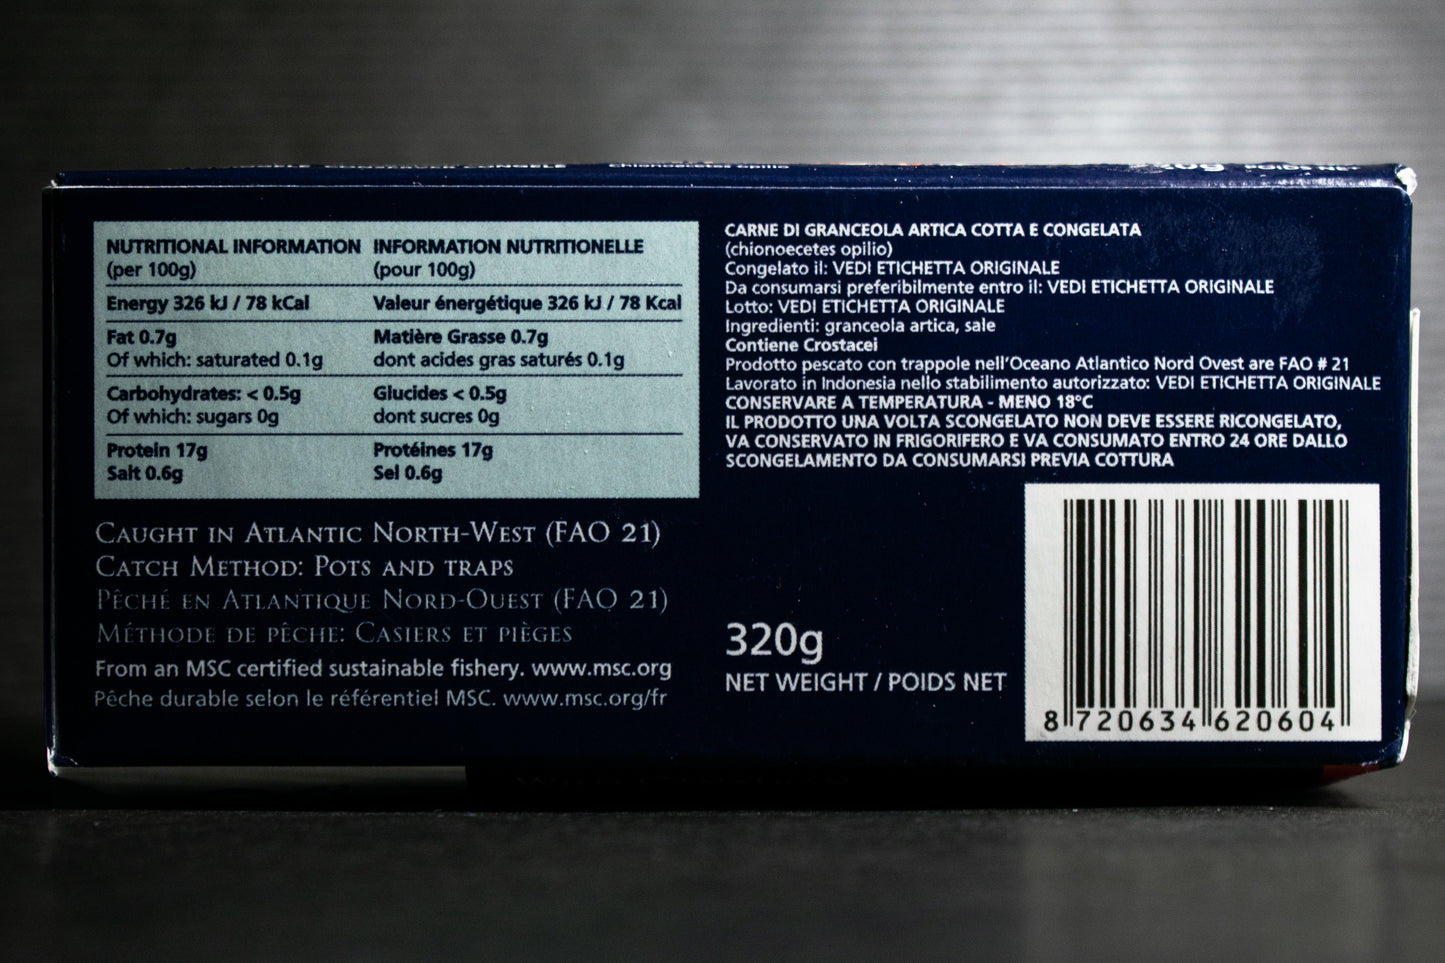 NUTRITIONAL INFORMATION
(per 100g)
Energy 326 kJ / 78 kCal
Fat 0.7g
Of which: saturated 0.1g
Carbohydrates: < 0.5g
Of which: sugars 0g
Protein 17g
Salt 0.6g
INFORMATION NUTRITIONELLE
(pour 100g)
Valeur énergétique 326 kJ / 78 Kcal
Matière Grasse 0.7g
dont acides gras saturés 0.1g
Glucides < 0.5g
dont sucres 0g
Protéines 17g
Sel 0.6g
CAUGHT IN ATLANTIC NORTH-WEST (FAO 21)
CATCH METHOD: POTS AND TRAPS
PÊCHÉ EN ATLANTIQUE NORD-OUEST (FAO 21)
MÉTHODE DE PÊCHE: CASIERS ET PIÈGES
From an MSC certified sustainable fishery. www.msc.org
Pêche durable selon le référentiel MSC. www.msc.org/fr
CARNE DI GRANCEOLA ARTICA COTTA E CONGELATA
(chionoecetes opilio)
Congelato il: VEDI ETICHETTA ORIGINALE
Da consumarsi preferibilmente entro il: VEDI ETICHETTA ORIGINALE
Lotto: VEDI ETICHETTA ORIGINALE
Ingredienti: granceola artica, sale
Contiene Crostacei
Prodotto pescato con trappole nell'Oceano Atlantico Nord Ovest are FAO # 21
Lavorato in Indonesia nello stabilimento autorizzato: VEDI ETICHETTA ORIGINALE
CONSERVARE A TEMPERATURA - MENO 18°C
IL PRODOTTO UNA VOLTA SCONGELATO NON DEVE ESSERE RICONGELATO,
VA CONSERVATO IN FRIGORIFERO E VA CONSUMATO ENTRO 24 ORE DALLO
SCONGELAMENTO DA CONSUMARSI PREVIA COTTURA
320g
NET WEIGHT / POIDS NET
8 720634 620604